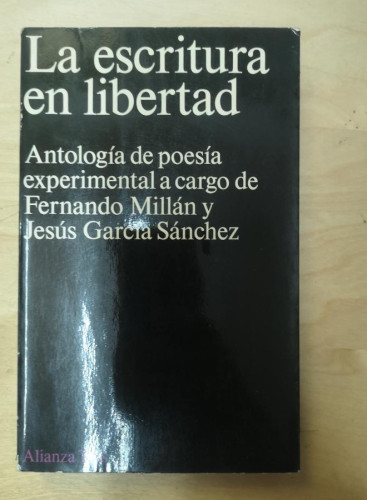 La escritura
en libertad
Antología de poesía
experimental a cargo de
Fernando Millán y
Jesús García Sánchez
Alianza